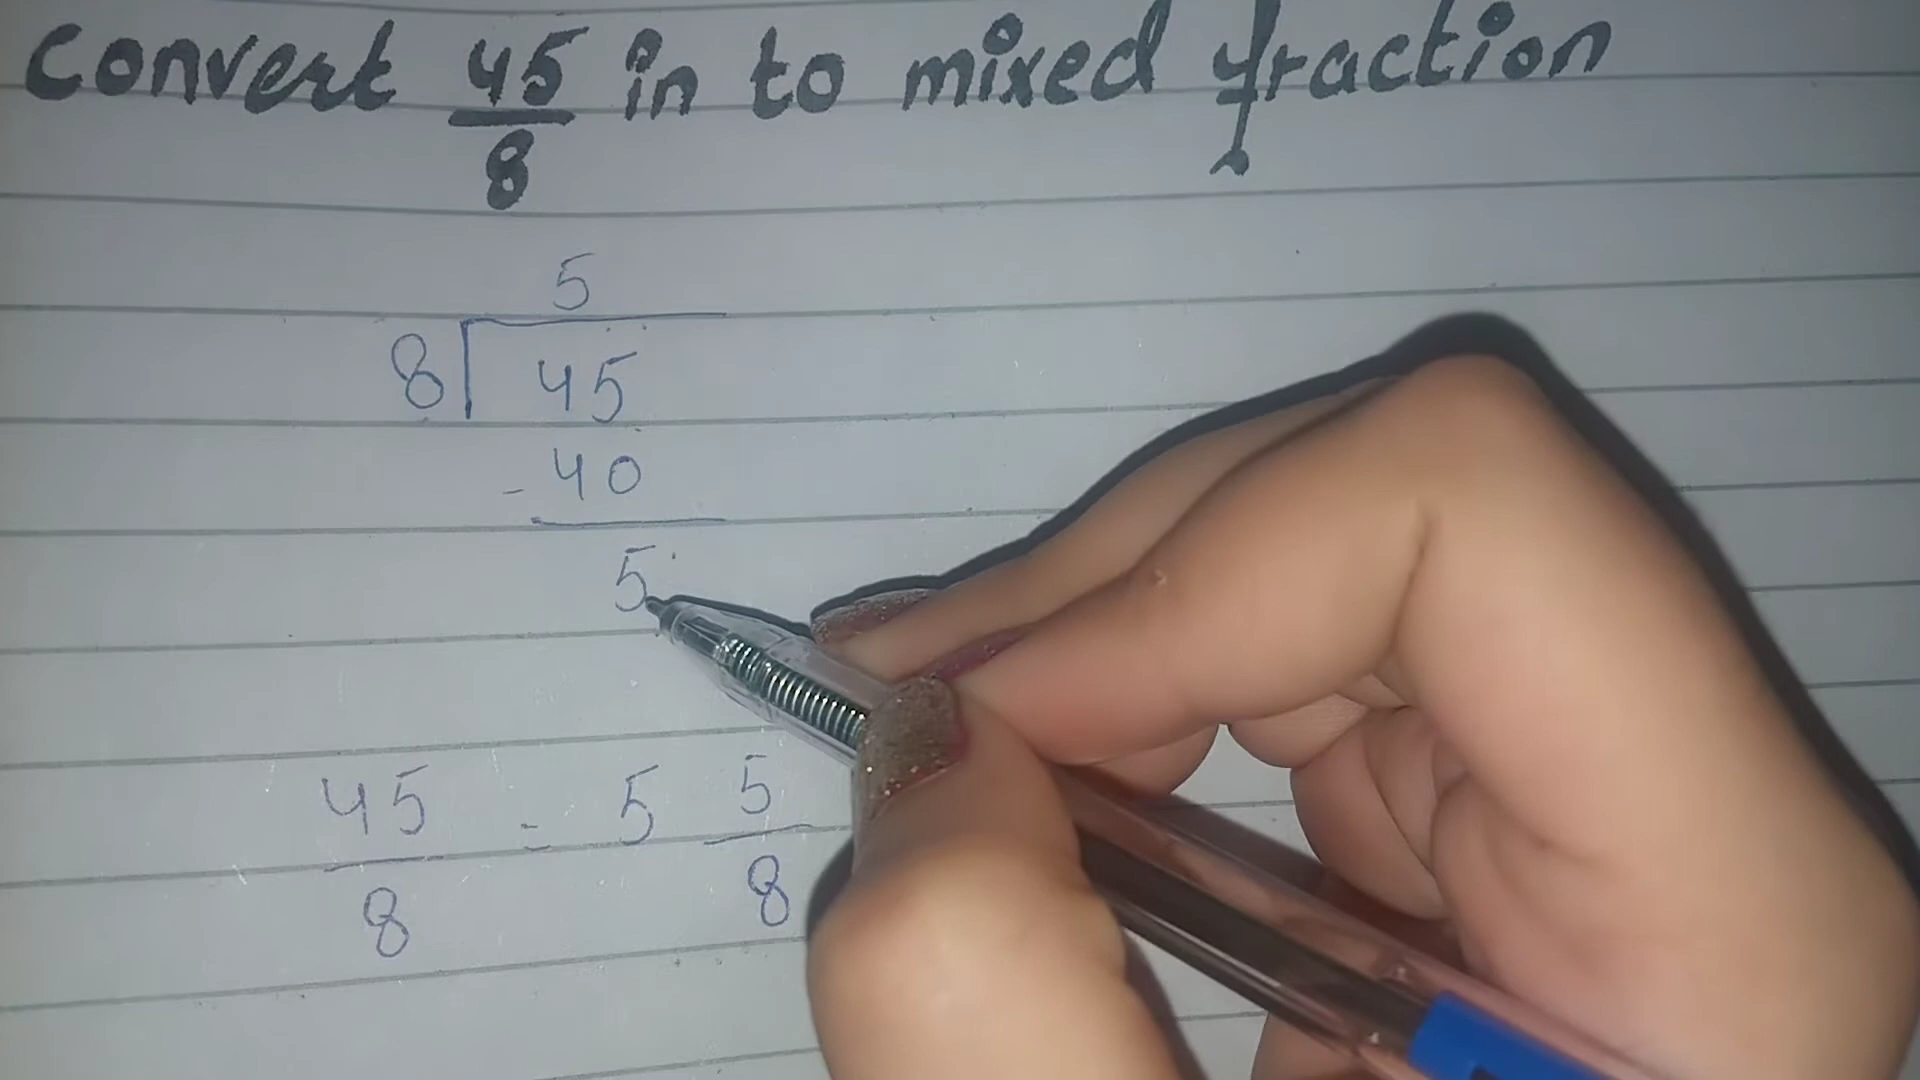 Convert 45/8 in to mixed fraction
5
8 45
- 40
5
45/8 = 5 5/8